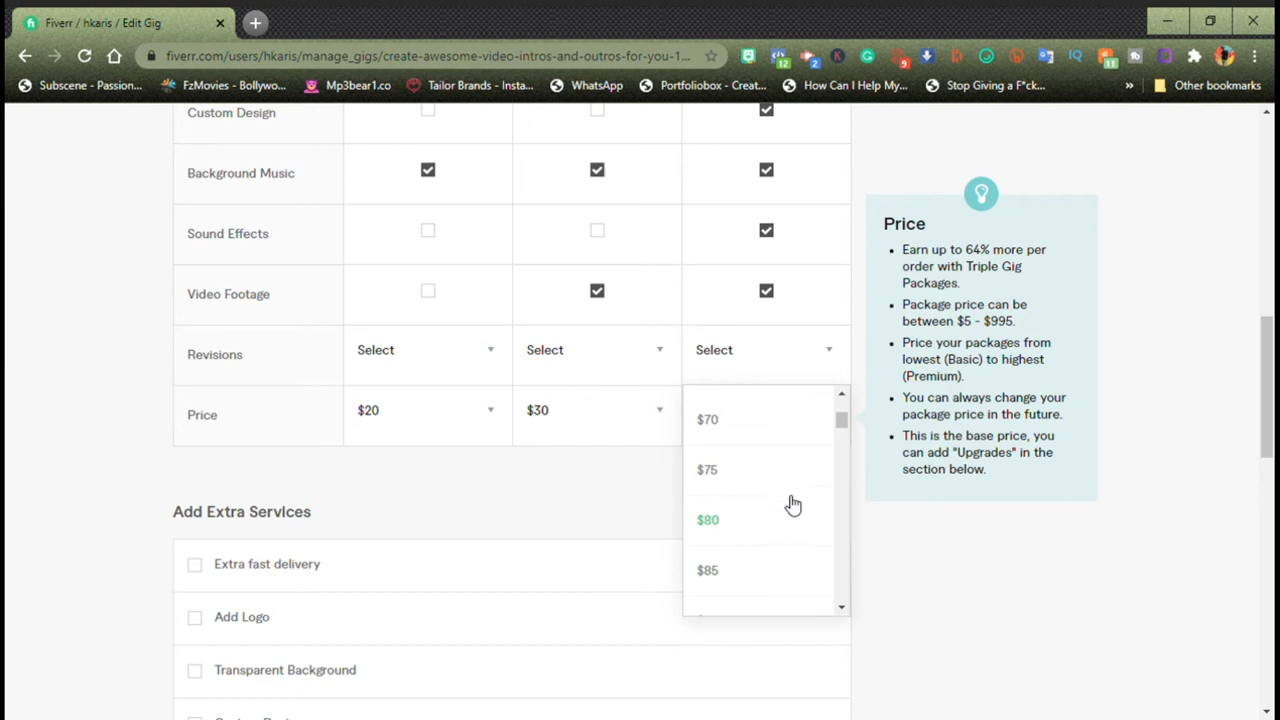 Fiverr / hkaris / Edit Gig
fiverr.com/users/hkaris/manage_gigs/create-awesome-video-intros-and-outros-for-you-1...
12
2
9
11
Subscene - Passion...
FzMovies - Bollywo...
Mp3bear1.co
Tailor Brands - Insta...
WhatsApp
Portfoliobox - Creat...
How Can I Help My...
Stop Giving a F*ck...
»
Other bookmarks
Custom Design
Background Music
Sound Effects
Video Footage
Revisions Select Select Select
Price $20 $30
$70
$75
$80
$85
Price
• Earn up to 64% more per
order with Triple Gig
Packages.
• Package price can be
between $5 - $995.
• Price your packages from
lowest (Basic) to highest
(Premium).
• You can always change your
package price in the future.
• This is the base price, you
can add "Upgrades" in the
section below.
Add Extra Services
Extra fast delivery
Add Logo
Transparent Background